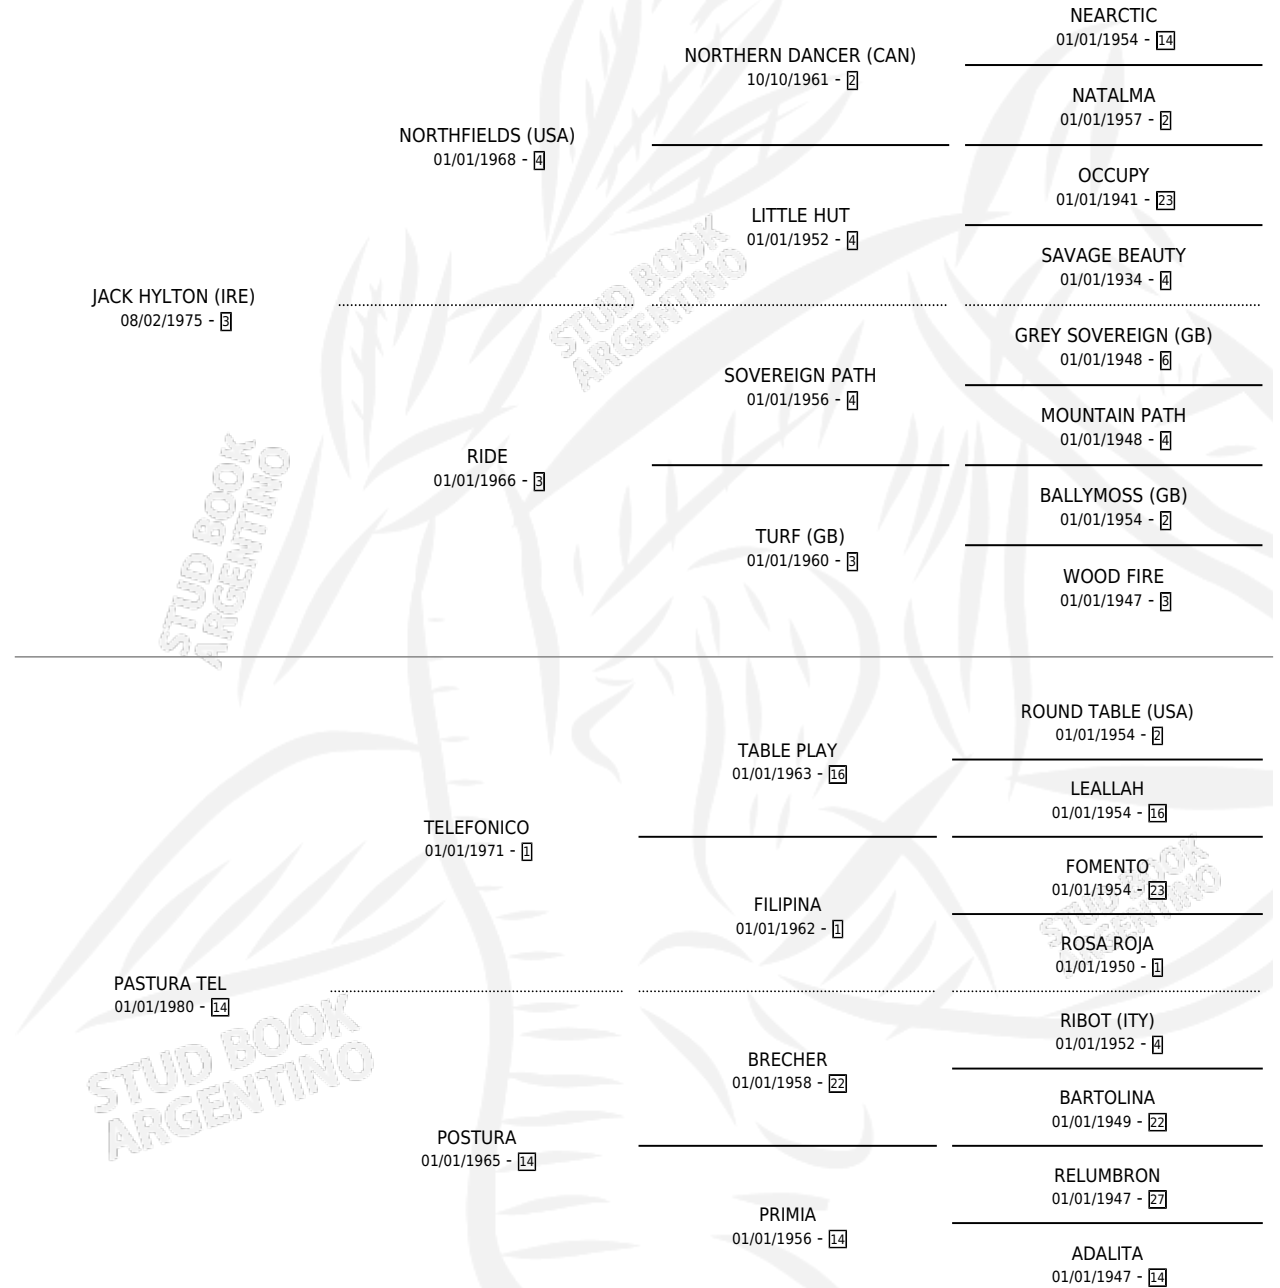 NEARCTIC
01/01/1954 - 14
NORTHERN DANCER (CAN)
10/10/1961 - 2
NATALMA
01/01/1957 - 2
NORTHFIELDS (USA)
01/01/1968 - 4
OCCUPY
01/01/1941 - 23
LITTLE HUT
01/01/1952 - 4
SAVAGE BEAUTY
01/01/1934 - 4
JACK HYLTON (IRE)
08/02/1975 - 3
GREY SOVEREIGN (GB)
01/01/1948 - 6
SOVEREIGN PATH
01/01/1956 - 4
MOUNTAIN PATH
01/01/1948 - 4
RIDE
01/01/1966 - 3
BALLYMOSS (GB)
01/01/1954 - 2
TURF (GB)
01/01/1960 - 3
WOOD FIRE
01/01/1947 - 3
ROUND TABLE (USA)
01/01/1954 - 2
TABLE PLAY
01/01/1963 - 16
LEALLAH
01/01/1954 - 16
TELEFONICO
01/01/1971 - 1
FOMENTO
01/01/1954 - 23
FILIPINA
01/01/1962 - 1
ROSA ROJA
01/01/1950 - 1
PASTURA TEL
01/01/1980 - 14
RIBOT (ITY)
01/01/1952 - 4
BRECHER
01/01/1958 - 22
BARTOLINA
01/01/1949 - 22
POSTURA
01/01/1965 - 14
RELUMBRON
01/01/1947 - 27
PRIMIA
01/01/1956 - 14
ADALITA
01/01/1947 - 14
STUD BOOK
ARGENTINO
STUD BOOK
ARGENTINO
STUD BOOK
ARGENTINO
STUD BOOK
ARGENTINO